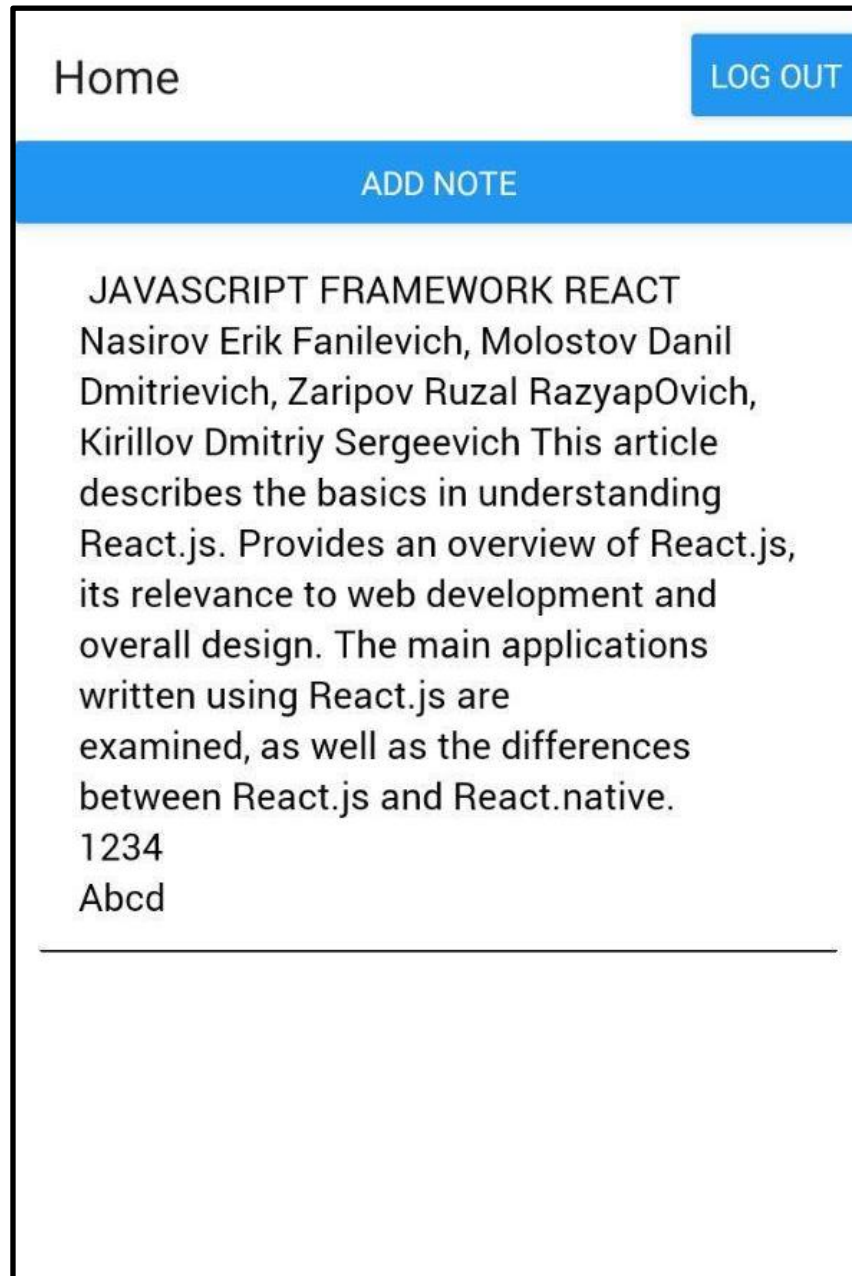 Home
LOG OUT
ADD NOTE
JAVASCRIPT FRAMEWORK REACT
Nasirov Erik Fanilevich, Molostov Danil
Dmitrievich, Zaripov Ruzal RazyapOvich,
Kirillov Dmitriy Sergeevich This article
describes the basics in understanding
React.js. Provides an overview of React.js,
its relevance to web development and
overall design. The main applications
written using React.js are
examined, as well as the differences
between React.js and React.native.
1234
Abcd